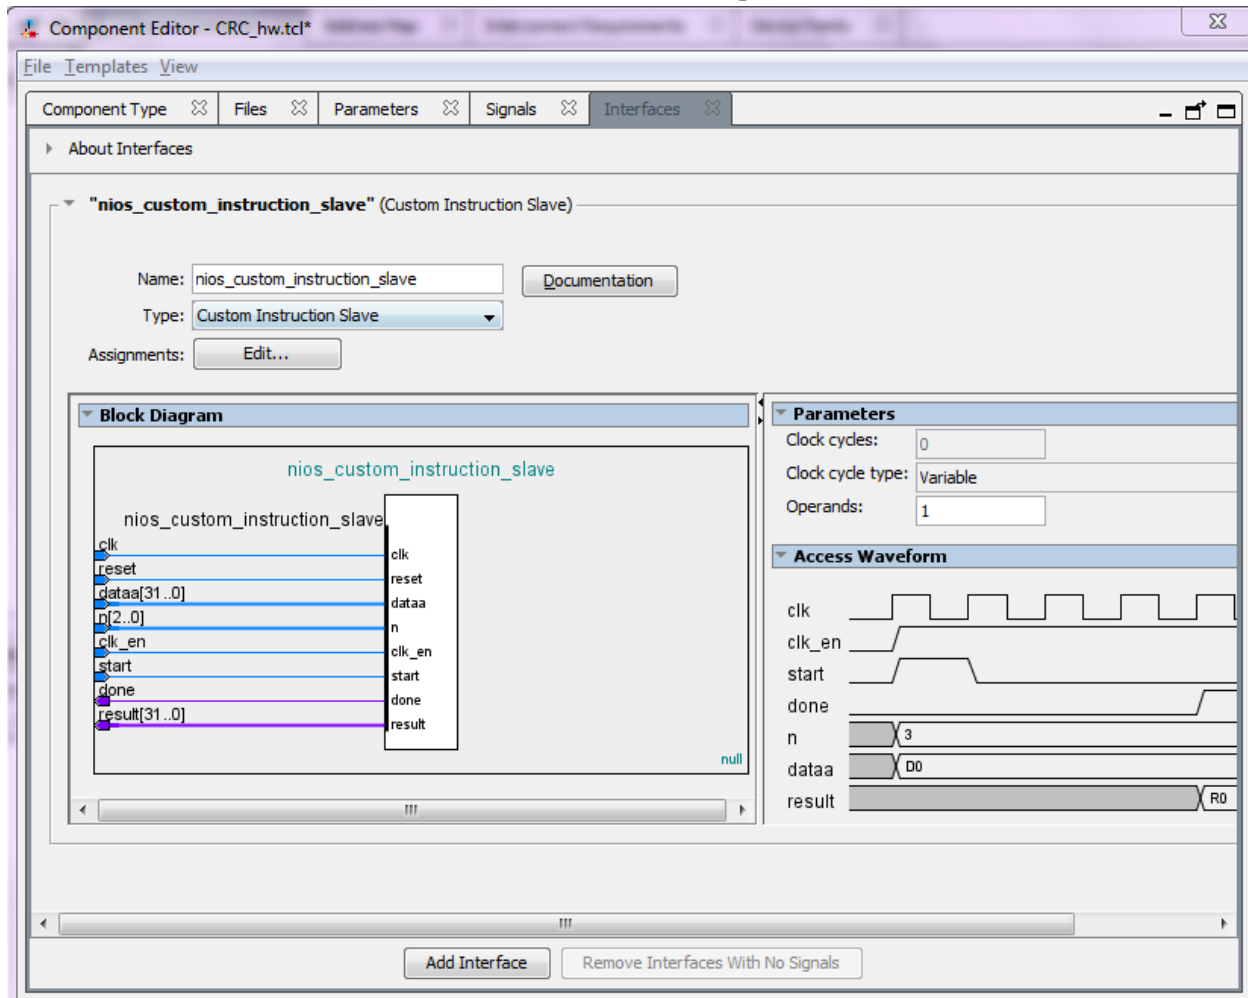 Component Editor - CRC_hw.tcl*
File Templates View
Component Type Files Parameters Signals Interfaces
About Interfaces
"nios_custom_instruction_slave" (Custom Instruction Slave)
Name: nios_custom_instruction_slave Documentation
Type: Custom Instruction Slave
Assignments: Edit...
Block Diagram
nios_custom_instruction_slave
nios_custom_instruction_slave
clk clk
reset reset
dataa[31..0] dataa
n[2..0] n
clk_en clk_en
start start
done done
result[31..0] result
null
Parameters
Clock cycles: 0
Clock cycle type: Variable
Operands: 1
Access Waveform
clk
clk_en
start
done
n 3
dataa D0
result R0
Add Interface Remove Interfaces With No Signals